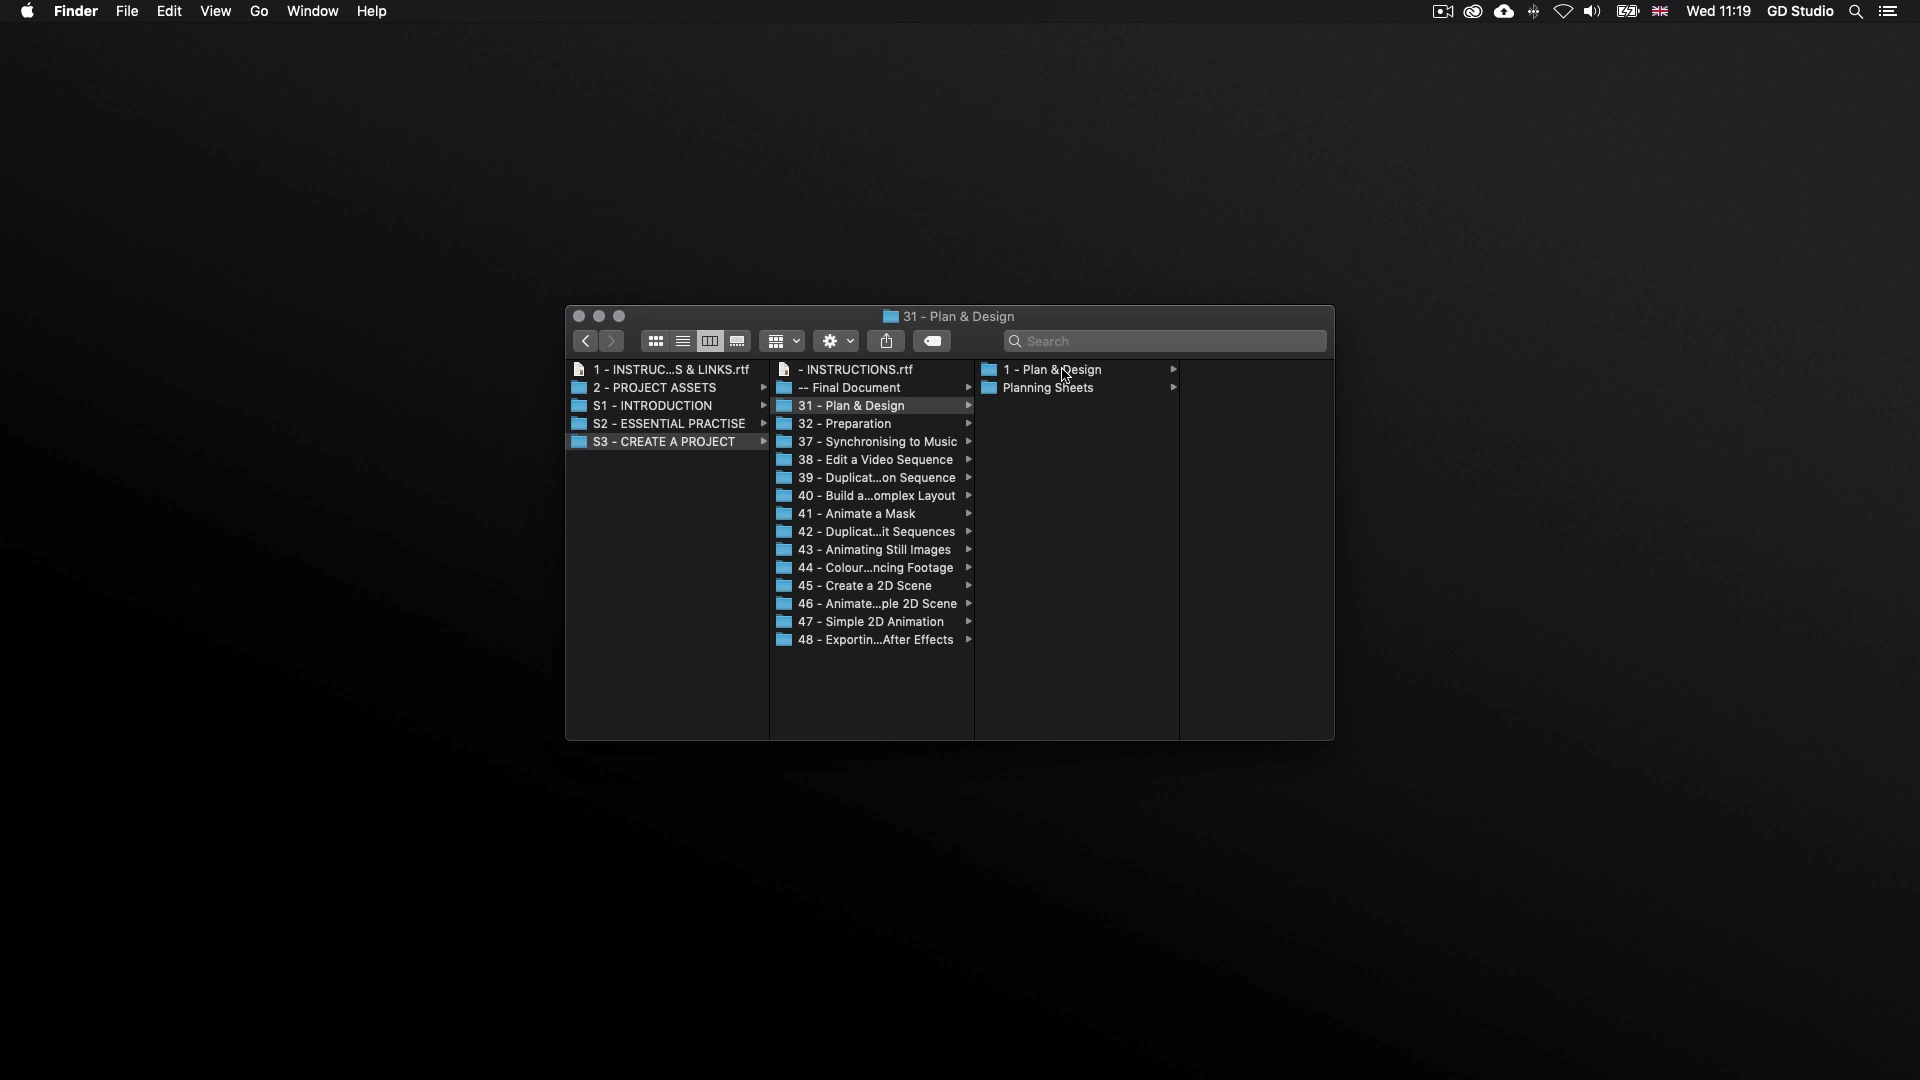 Finder File Edit View Go Window Help
Wed 11:19 GD Studio
31 - Plan & Design
Search
1 - INSTRUC...S & LINKS.rtf
2 - PROJECT ASSETS
S1 - INTRODUCTION
S2 - ESSENTIAL PRACTISE
S3 - CREATE A PROJECT
- INSTRUCTIONS.rtf
-- Final Document
31 - Plan & Design
32 - Preparation
37 - Synchronising to Music
38 - Edit a Video Sequence
39 - Duplicat...on Sequence
40 - Build a...omplex Layout
41 - Animate a Mask
42 - Duplicat...it Sequences
43 - Animating Still Images
44 - Colour...ncing Footage
45 - Create a 2D Scene
46 - Animate...ple 2D Scene
47 - Simple 2D Animation
48 - Exportin...After Effects
1 - Plan & Design
Planning Sheets